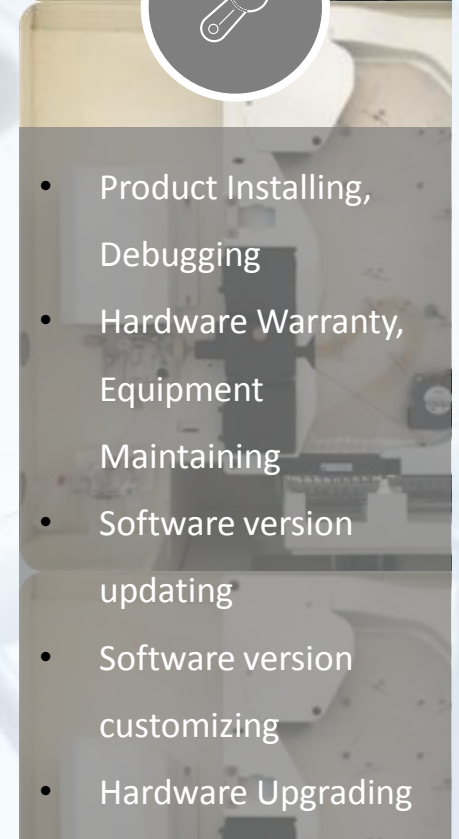 • Product Installing,
Debugging
• Hardware Warranty,
Equipment
Maintaining
• Software version
updating
• Software version
customizing
• Hardware Upgrading